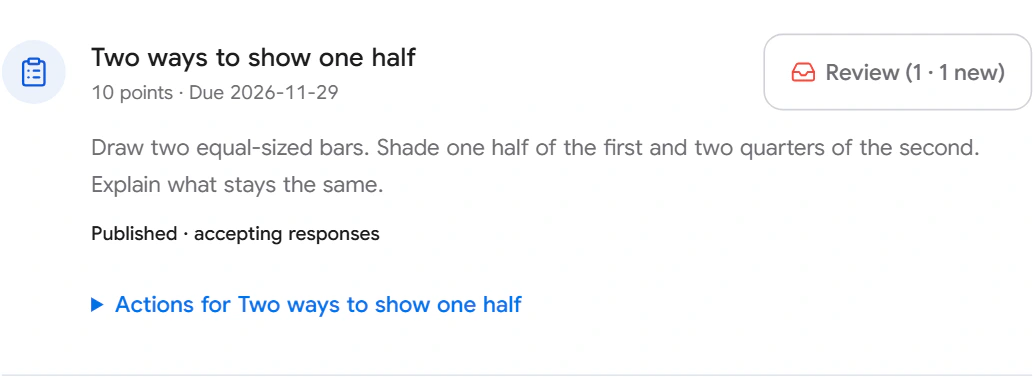 Two ways to show one half
10 points · Due 2026-11-29
Review (1 · 1 new)
Draw two equal-sized bars. Shade one half of the first and two quarters of the second.
Explain what stays the same.
Published · accepting responses
Actions for Two ways to show one half